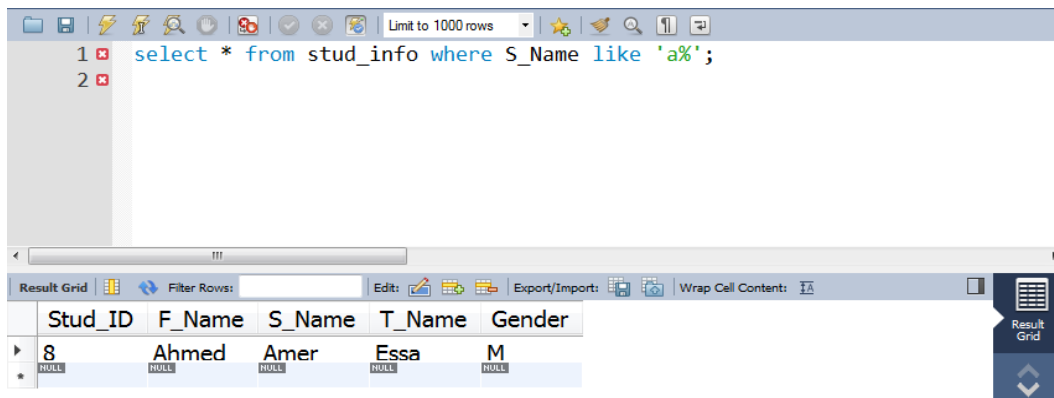 Limit to 1000 rows
1 select * from stud_info where S_Name like 'a%';
2
Result Grid Filter Rows: Edit: Export/Import: Wrap Cell Content:
Stud_ID F_Name S_Name T_Name Gender
8 Ahmed Amer Essa M
NULL NULL NULL NULL NULL
Result
Grid